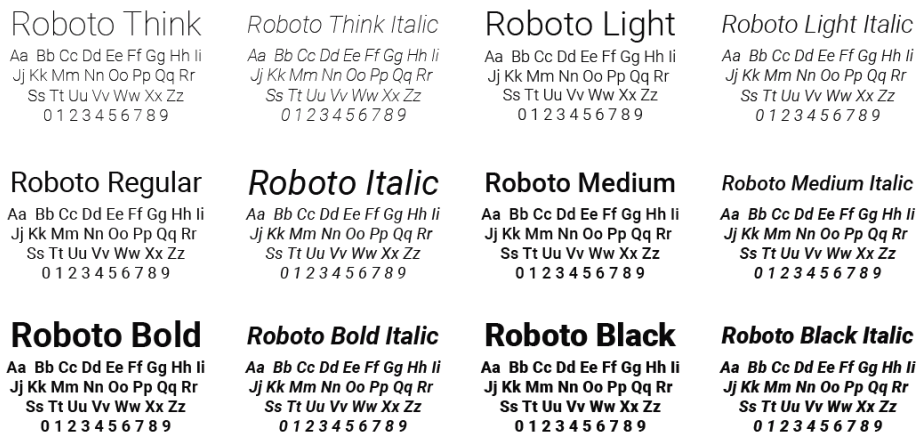 Roboto Think
Aa Bb Cc Dd Ee Ff Gg Hh Ii
Jj Kk Mm Nn Oo Pp Qq Rr
Ss Tt Uu Vv Ww Xx Zz
0 1 2 3 4 5 6 7 8 9
Roboto Think Italic
Aa Bb Cc Dd Ee Ff Gg Hh Ii
Jj Kk Mm Nn Oo Pp Qq Rr
Ss Tt Uu Vv Ww Xx Zz
0 1 2 3 4 5 6 7 8 9
Roboto Light
Aa Bb Cc Dd Ee Ff Gg Hh Ii
Jj Kk Mm Nn Oo Pp Qq Rr
Ss Tt Uu Vv Ww Xx Zz
0 1 2 3 4 5 6 7 8 9
Roboto Light Italic
Aa Bb Cc Dd Ee Ff Gg Hh Ii
Jj Kk Mm Nn Oo Pp Qq Rr
Ss Tt Uu Vv Ww Xx Zz
0 1 2 3 4 5 6 7 8 9
Roboto Regular
Aa Bb Cc Dd Ee Ff Gg Hh Ii
Jj Kk Mm Nn Oo Pp Qq Rr
Ss Tt Uu Vv Ww Xx Zz
0 1 2 3 4 5 6 7 8 9
Roboto Italic
Aa Bb Cc Dd Ee Ff Gg Hh Ii
Jj Kk Mm Nn Oo Pp Qq Rr
Ss Tt Uu Vv Ww Xx Zz
0 1 2 3 4 5 6 7 8 9
Roboto Medium
Aa Bb Cc Dd Ee Ff Gg Hh Ii
Jj Kk Mm Nn Oo Pp Qq Rr
Ss Tt Uu Vv Ww Xx Zz
0 1 2 3 4 5 6 7 8 9
Roboto Medium Italic
Aa Bb Cc Dd Ee Ff Gg Hh Ii
Jj Kk Mm Nn Oo Pp Qq Rr
Ss Tt Uu Vv Ww Xx Zz
0 1 2 3 4 5 6 7 8 9
Roboto Bold
Aa Bb Cc Dd Ee Ff Gg Hh Ii
Jj Kk Mm Nn Oo Pp Qq Rr
Ss Tt Uu Vv Ww Xx Zz
0 1 2 3 4 5 6 7 8 9
Roboto Bold Italic
Aa Bb Cc Dd Ee Ff Gg Hh Ii
Jj Kk Mm Nn Oo Pp Qq Rr
Ss Tt Uu Vv Ww Xx Zz
0 1 2 3 4 5 6 7 8 9
Roboto Black
Aa Bb Cc Dd Ee Ff Gg Hh Ii
Jj Kk Mm Nn Oo Pp Qq Rr
Ss Tt Uu Vv Ww Xx Zz
0 1 2 3 4 5 6 7 8 9
Roboto Black Italic
Aa Bb Cc Dd Ee Ff Gg Hh Ii
Jj Kk Mm Nn Oo Pp Qq Rr
Ss Tt Uu Vv Ww Xx Zz
0 1 2 3 4 5 6 7 8 9